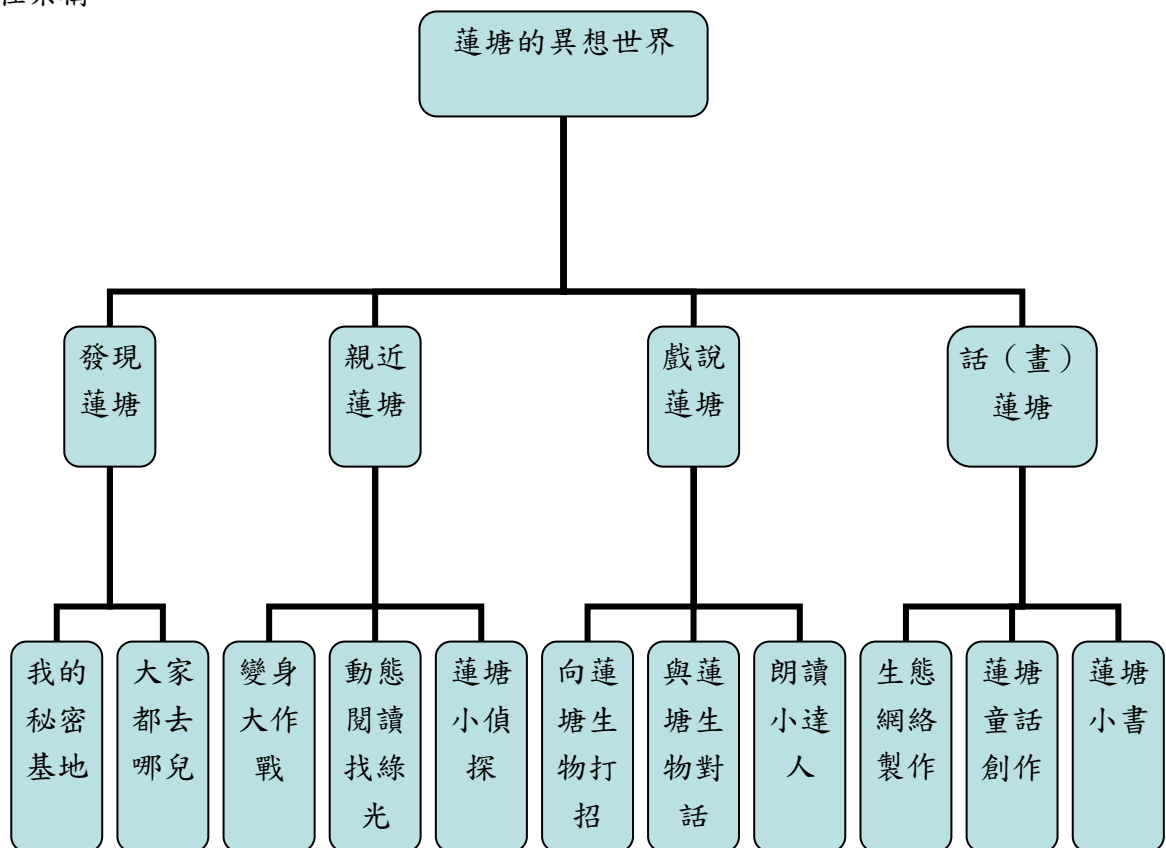 蓮塘的異想世界
發現
蓮塘
親近
蓮塘
戲說
蓮塘
話（畫）
蓮塘
我的
秘密
基地
大家
都去
哪兒
變身
大作
戰
動態
閱讀
找綠
光
蓮塘
小偵
探
向蓮
塘生
物打
招
與蓮
塘生
物對
話
朗讀
小達
人
生態
網絡
製作
蓮塘
童話
創作
蓮塘
小書